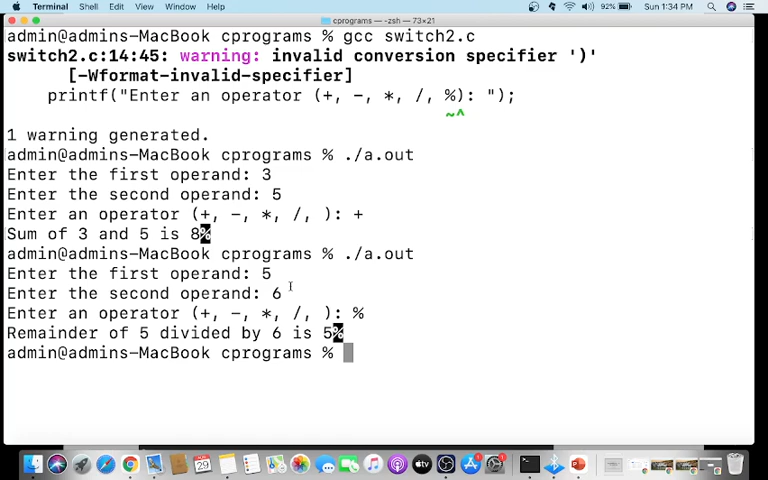 Terminal Shell Edit View Window Help 92% Sun 1:34 PM
cprograms — -zsh — 73×21
admin@admins-MacBook cprograms % gcc switch2.c
switch2.c:14:45: warning: invalid conversion specifier ')'
[-Wformat-invalid-specifier]
printf("Enter an operator (+, -, *, /, %): ");
~^
1 warning generated.
admin@admins-MacBook cprograms % ./a.out
Enter the first operand: 3
Enter the second operand: 5
Enter an operator (+, -, *, /, ): +
Sum of 3 and 5 is 8%
admin@admins-MacBook cprograms % ./a.out
Enter the first operand: 5
Enter the second operand: 6
Enter an operator (+, -, *, /, ): %
Remainder of 5 divided by 6 is 5%
admin@admins-MacBook cprograms %
29
tv